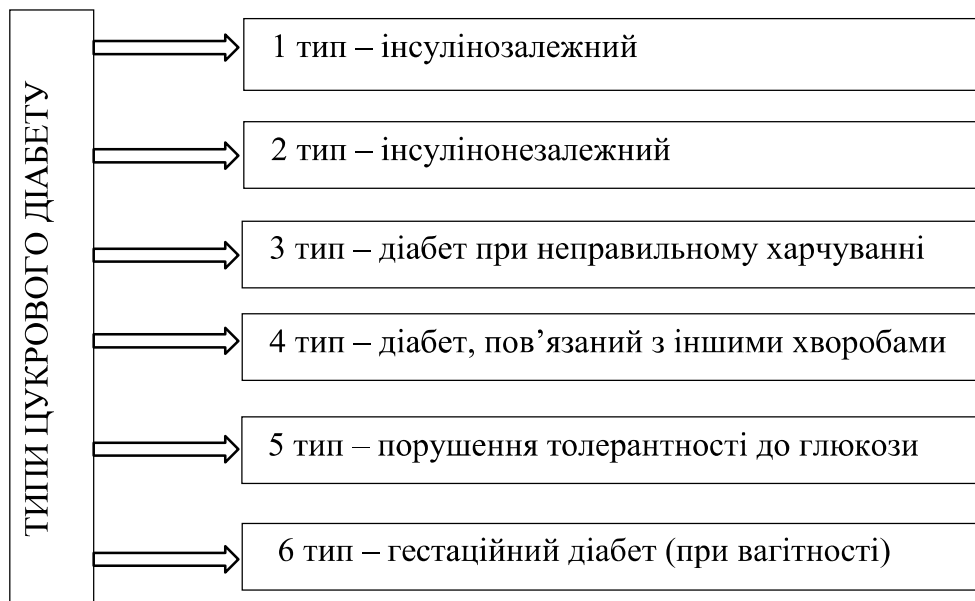 ТИПИ ЦУКРОВОГО ДІАБЕТУ
1 тип – інсулінозалежний
2 тип – інсулінонезалежний
3 тип – діабет при неправильному харчуванні
4 тип – діабет, пов’язаний з іншими хворобами
5 тип – порушення толерантності до глюкози
6 тип – гестаційний діабет (при вагітності)